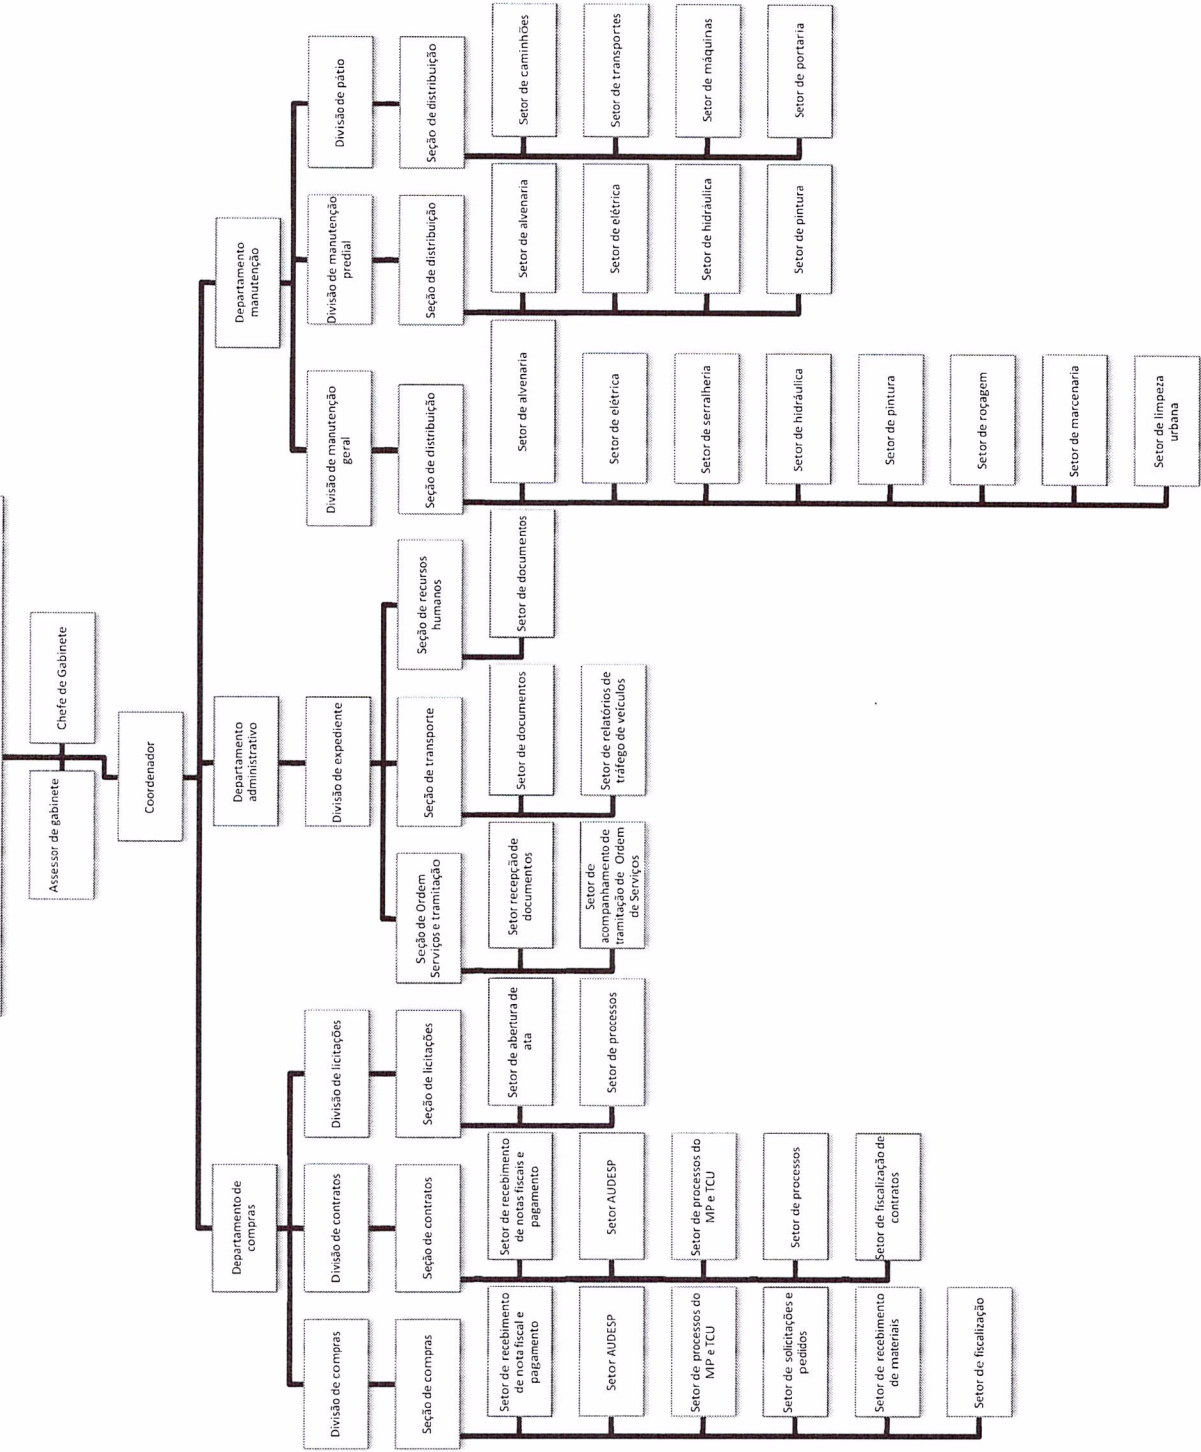 Assessor de gabinete
Chefe de Gabinete
Coordenador
Departamento de
compras
Departamento
administrativo
Departamento
manutenção
Divisão de compras
Divisão de contratos
Divisão de licitações
Divisão de expediente
Divisão de manutenção
geral
Divisão de manutenção
predial
Divisão de pátio
Seção de compras
Seção de contratos
Seção de licitações
Seção de Ordem
Serviços e tramitação
Seção de transporte
Seção de recursos
humanos
Seção de distribuição
Seção de distribuição
Seção de distribuição
Setor de recebimento
de nota fiscal e
pagamento
Setor AUDESP
Setor de processos do
MP e TCU
Setor de solicitações e
pedidos
Setor de recebimento
de materiais
Setor de fiscalização
Setor de recebimento
de notas fiscais e
pagamento
Setor AUDESP
Setor de processos do
MP e TCU
Setor de processos
Setor de fiscalização de
contratos
Setor de abertura de
ata
Setor de processos
Setor recepção de
documentos
Setor de
acompanhamento de
tramitação de Ordem
de Serviços
Setor de documentos
Setor de relatórios de
tráfego de veículos
Setor de documentos
Setor de alvenaria
Setor de elétrica
Setor de serralheria
Setor de hidráulica
Setor de pintura
Setor de roçagem
Setor de marcenaria
Setor de limpeza
urbana
Setor de alvenaria
Setor de elétrica
Setor de hidráulica
Setor de pintura
Setor de caminhões
Setor de transportes
Setor de máquinas
Setor de portaria